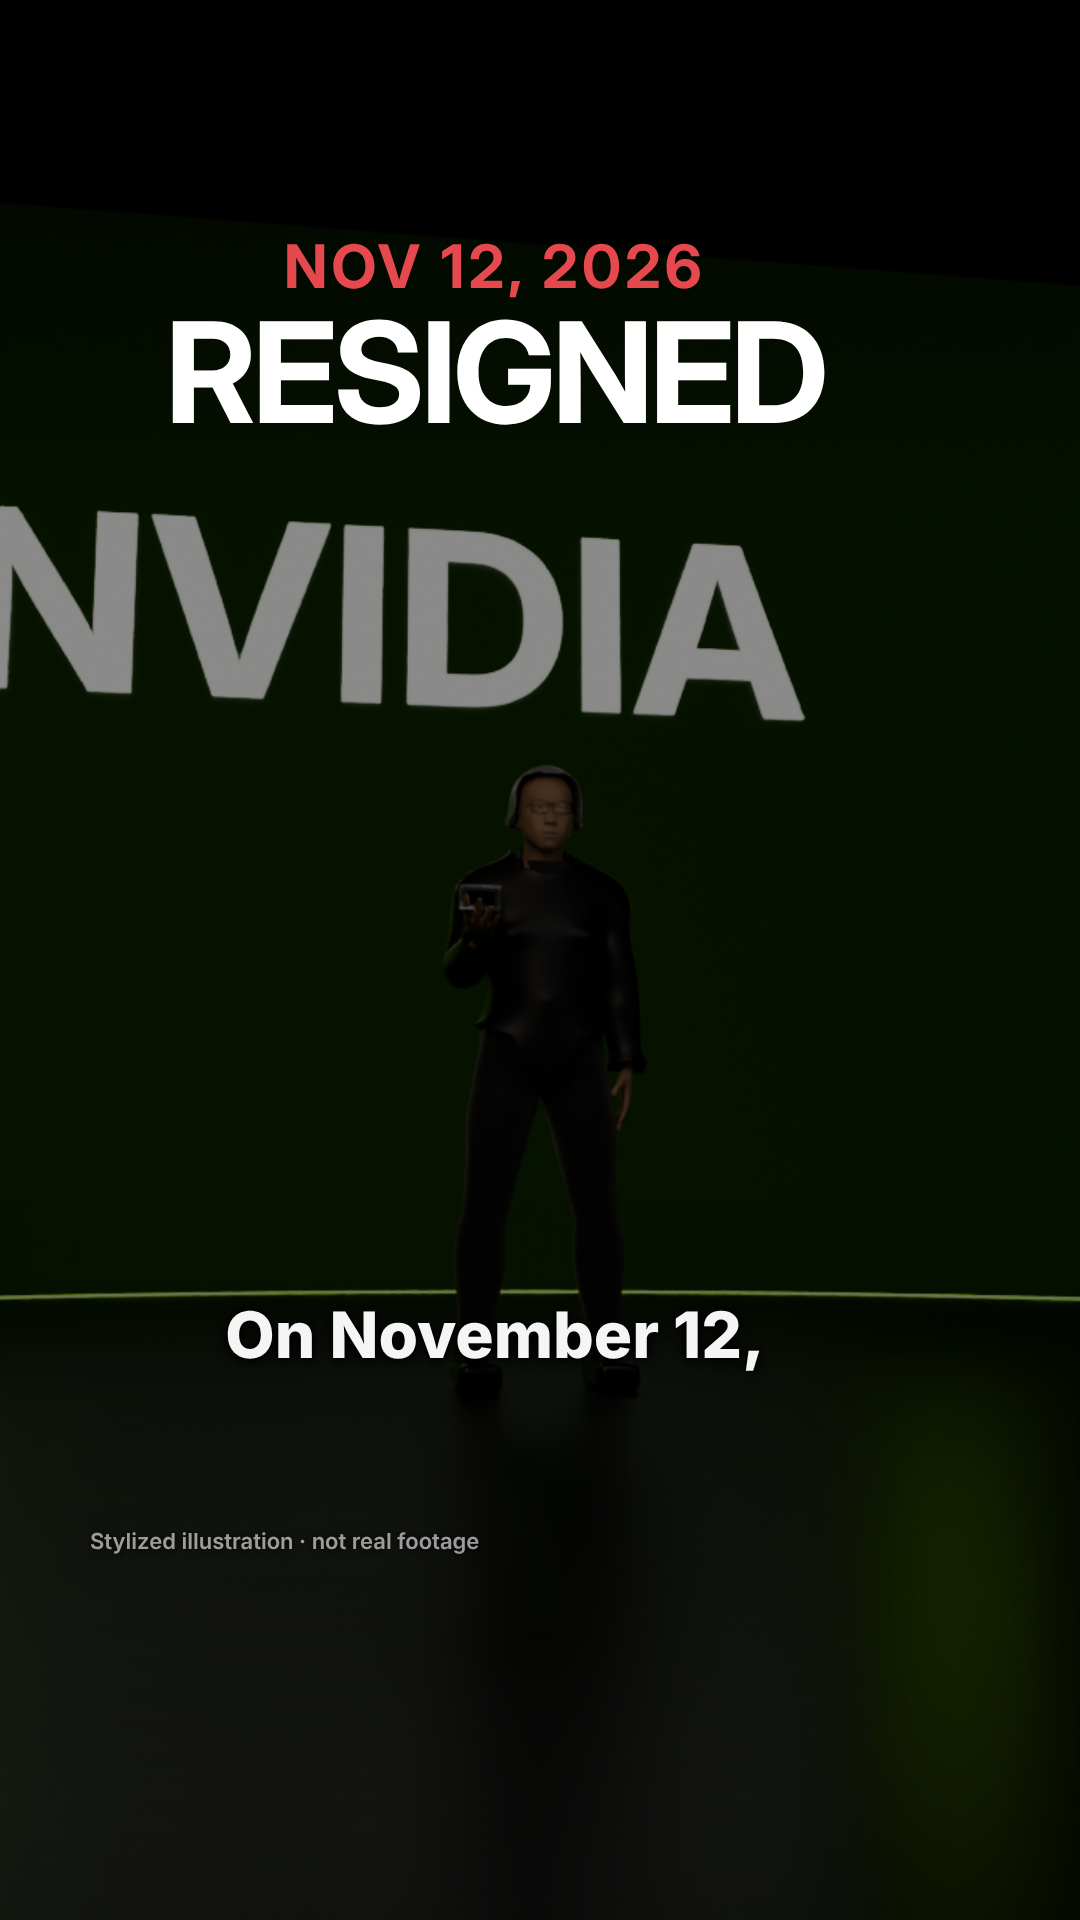 NOV 12, 2026
RESIGNED
NVIDIA
On November 12,
Stylized illustration · not real footage